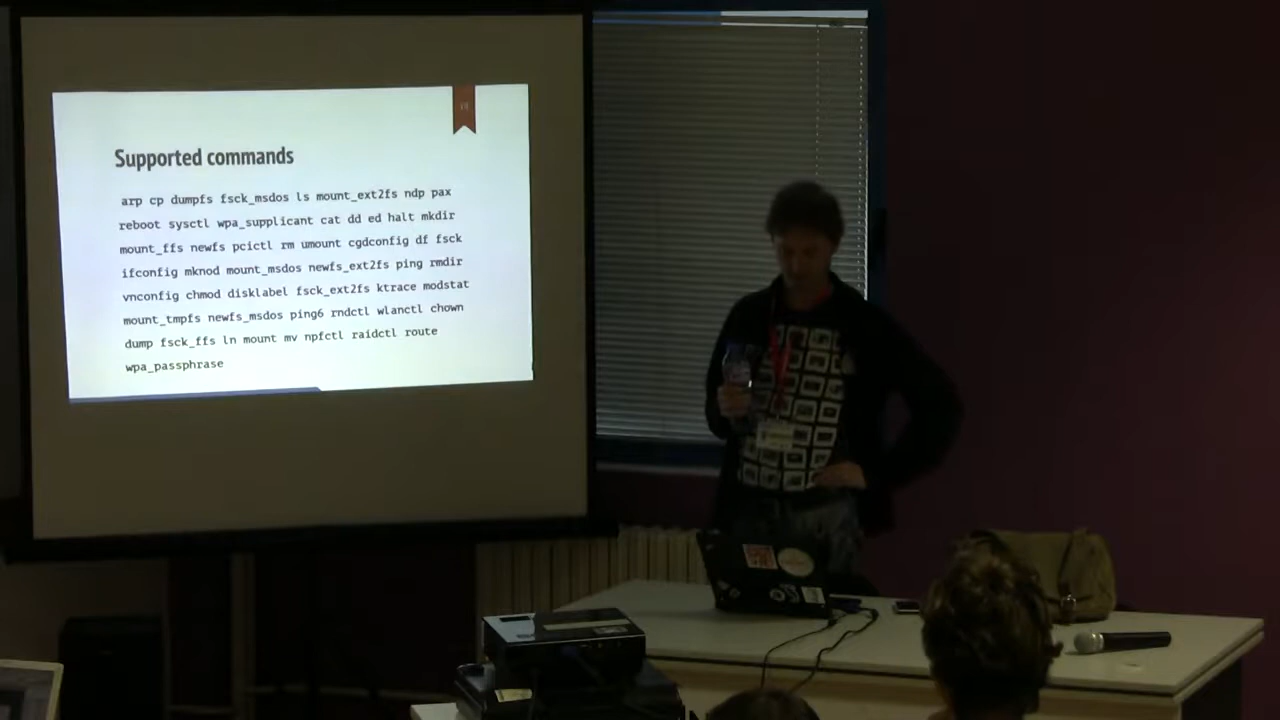 Supported commands
arp cp dumpfs fsck_msdos ls mount_ext2fs ndp pax
reboot sysctl wpa_supplicant cat dd ed halt mkdir
mount_ffs newfs pcictl rm umount cgdconfig df fsck
ifconfig mknod mount_msdos newfs_ext2fs ping rmdir
vnconfig chmod disklabel fsck_ext2fs ktrace modstat
mount_tmpfs newfs_msdos ping6 rndctl wlanctl chown
dump fsck_ffs ln mount mv npfctl raidctl route
wpa_passphrase